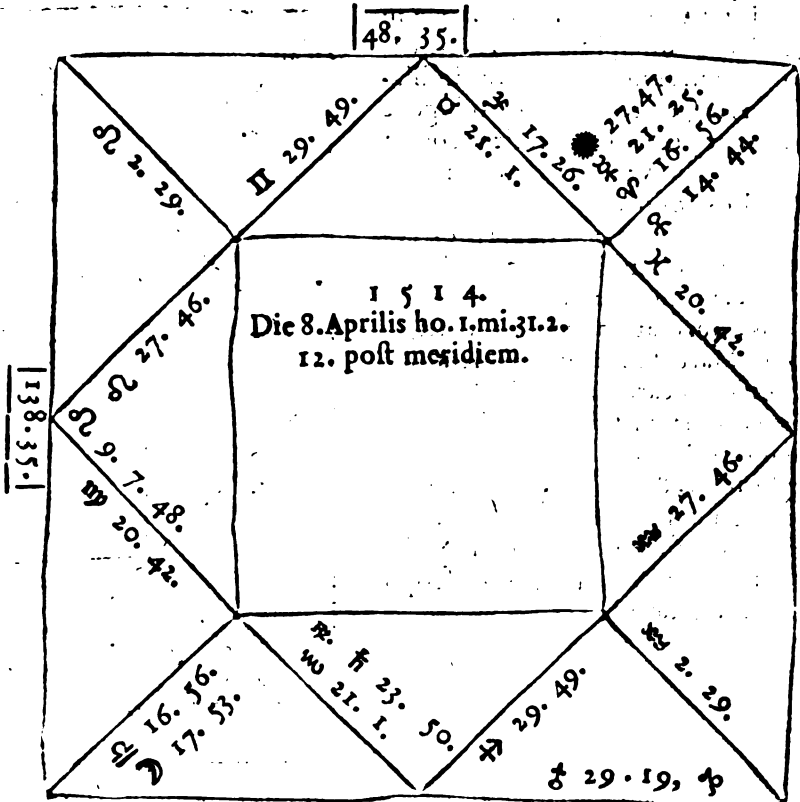 48. 35.
♌ 2. 29.
♊ 29. 49.
♉ 21. 1.
17. 26.
27. 47.
21. 25.
♈ 16. 56.
14. 44.
♓ 20. 42.
1 5 1 4.
Die 8. Aprilis ho. 1. mi. 31. 2.
12. post meridiem.
♌ 27. 46.
138. 35.
♌ 9. 7. 48.
♍ 20. 42.
♒ 27. 46.
♎ 16. 56.
☽ 17. 53.
℞. ♄ 23. 50.
♏ 21. 1.
♐ 29. 49.
2. 29.
♀ 29. 19, ♑